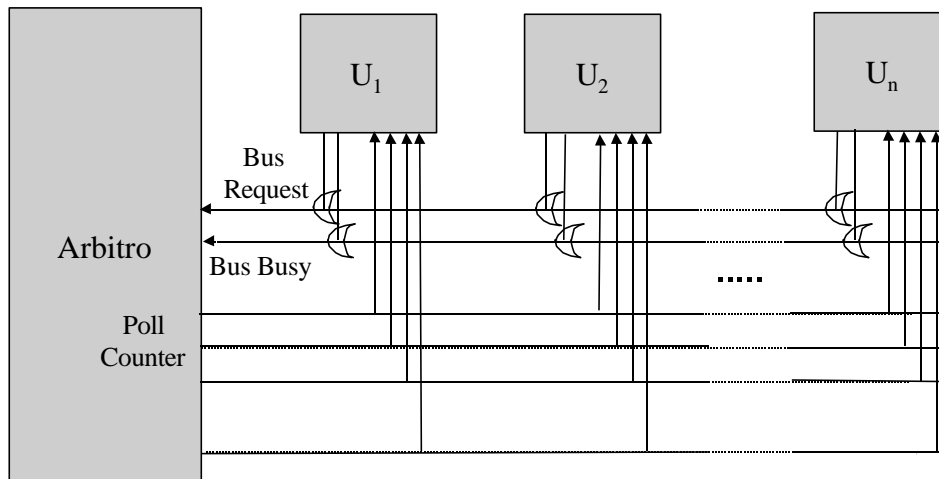 U1
U2
Un
Bus
Request
Arbitro
Bus Busy
.....
Poll
Counter